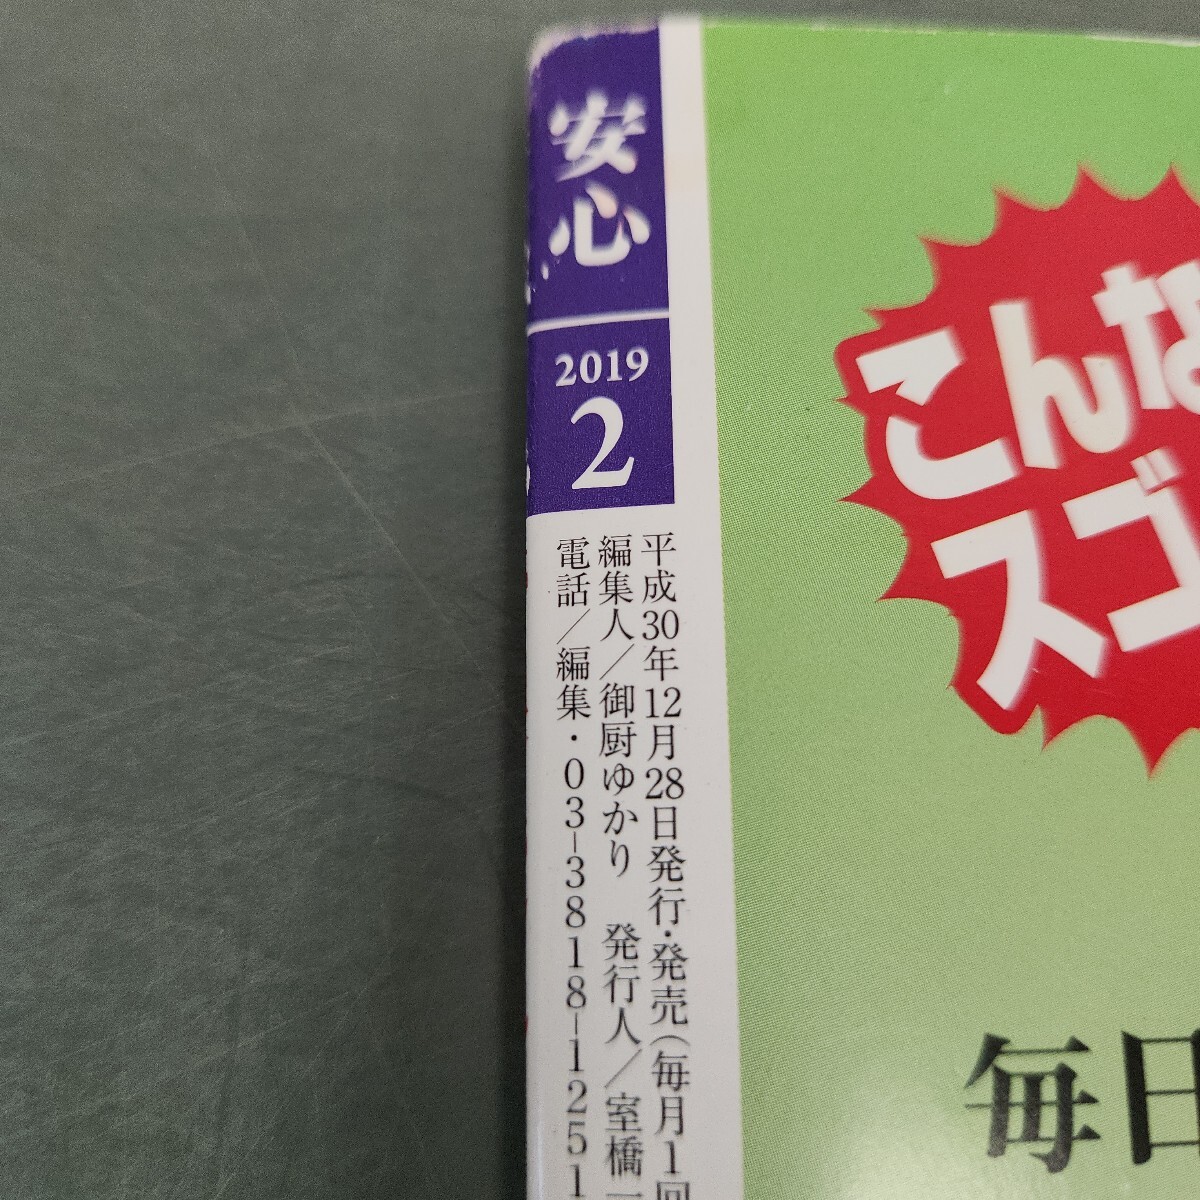 安心
2019
2
平成30年12月28日発行・発売(毎月1回
編集人/御厨ゆかり 発行人/室橋一
電話/編集・03-3818-1251
こんな
スゴ
毎日